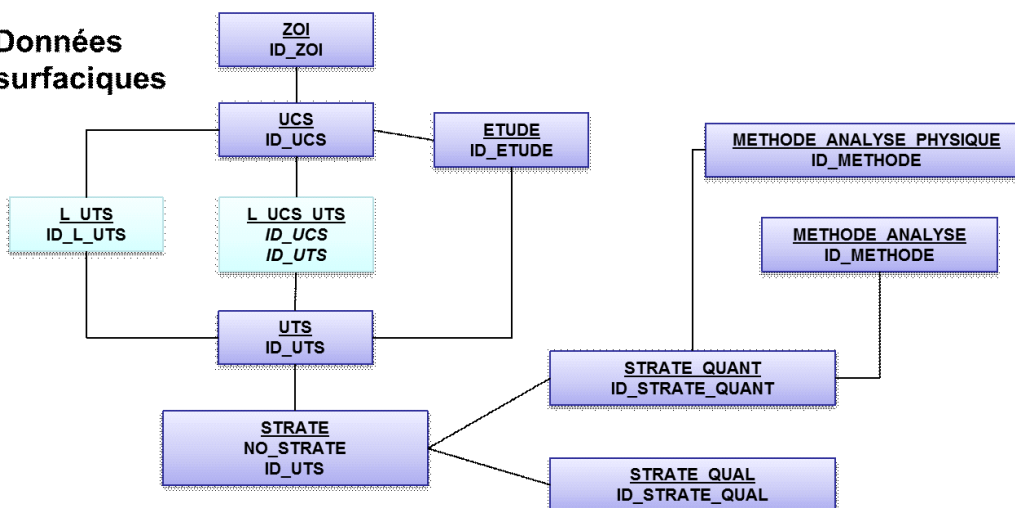 Données
surfaciques
ZOI
ID_ZOI
UCS
ID_UCS
ETUDE
ID_ETUDE
METHODE_ANALYSE_PHYSIQUE
ID_METHODE
L_UTS
ID_L_UTS
L_UCS_UTS
ID_UCS
ID_UTS
METHODE_ANALYSE
ID_METHODE
UTS
ID_UTS
STRATE_QUANT
ID_STRATE_QUANT
STRATE
NO_STRATE
ID_UTS
STRATE_QUAL
ID_STRATE_QUAL